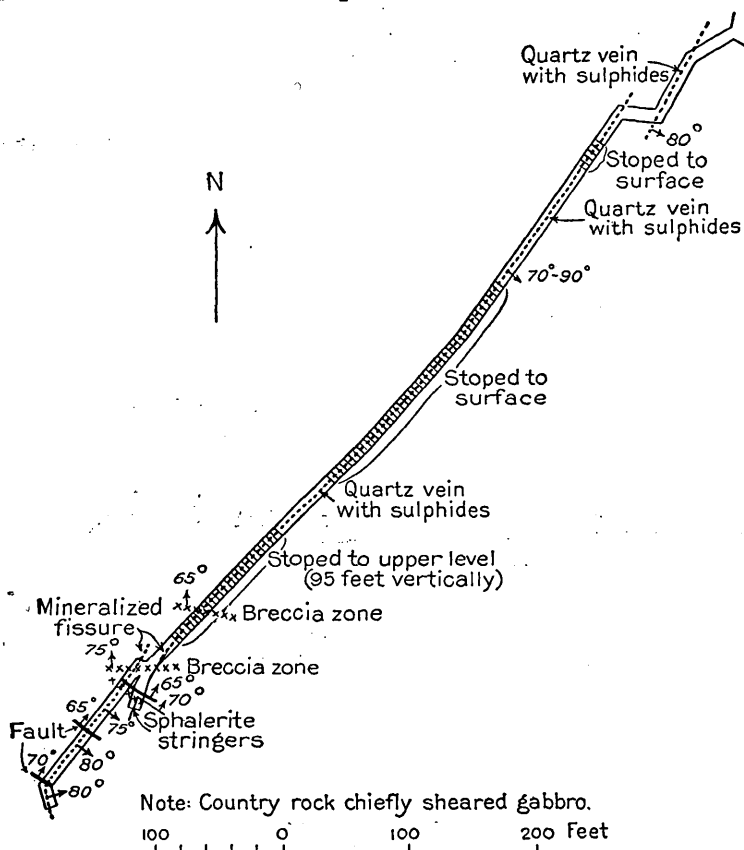 Quartz vein
with sulphides
80°
N
Stoped to
surface
Quartz vein
with sulphides
70°-90°
Stoped to
surface
Quartz vein
with sulphides
Stoped to upper level
(95 feet vertically)
65°
Breccia zone
Mineralized
fissure
75°
Breccia zone
65°
70°
65°
75°
Sphalerite
stringers
Fault
70°
80°
80°
Note: Country rock chiefly sheared gabbro.
100 0 100 200 Feet